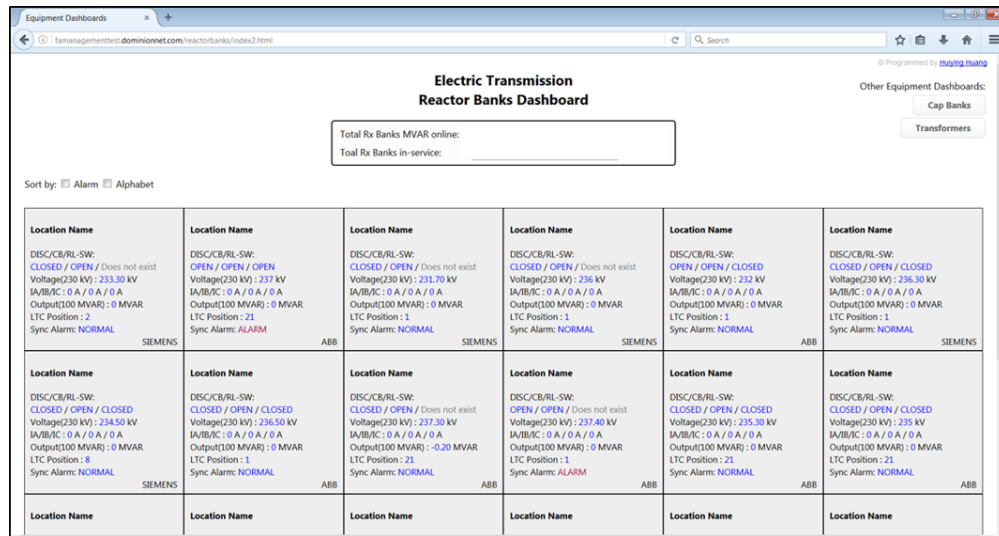 Equipment Dashboards
famanagementtest.dominionnet.com/reactorbanks/index2.html
Search
© Programmed by Huiying Huang
Electric Transmission
Reactor Banks Dashboard
Other Equipment Dashboards:
Cap Banks
Transformers
Total Rx Banks MVAR online:
Toal Rx Banks in-service:
Sort by: Alarm Alphabet
Location Name
DISC/CB/RL-SW:
CLOSED / OPEN / Does not exist
Voltage(230 kV) : 233.30 kV
IA/IB/IC : 0 A / 0 A / 0 A
Output(100 MVAR) : 0 MVAR
LTC Position : 2
Sync Alarm: NORMAL
SIEMENS
Location Name
DISC/CB/RL-SW:
OPEN / OPEN / OPEN
Voltage(230 kV) : 237 kV
IA/IB/IC : 0 A / 0 A / 0 A
Output(100 MVAR) : 0 MVAR
LTC Position : 21
Sync Alarm: ALARM
ABB
Location Name
DISC/CB/RL-SW:
CLOSED / OPEN / Does not exist
Voltage(230 kV) : 231.70 kV
IA/IB/IC : 0 A / 0 A / 0 A
Output(100 MVAR) : 0 MVAR
LTC Position : 1
Sync Alarm: NORMAL
SIEMENS
Location Name
DISC/CB/RL-SW:
CLOSED / OPEN / Does not exist
Voltage(230 kV) : 236 kV
IA/IB/IC : 0 A / 0 A / 0 A
Output(100 MVAR) : 0 MVAR
LTC Position : 1
Sync Alarm: NORMAL
SIEMENS
Location Name
DISC/CB/RL-SW:
OPEN / OPEN / CLOSED
Voltage(230 kV) : 232 kV
IA/IB/IC : 0 A / 0 A / 0 A
Output(100 MVAR) : 0 MVAR
LTC Position : 1
Sync Alarm: NORMAL
ABB
Location Name
DISC/CB/RL-SW:
CLOSED / OPEN / CLOSED
Voltage(230 kV) : 236.30 kV
IA/IB/IC : 0 A / 0 A / 0 A
Output(100 MVAR) : 0 MVAR
LTC Position : 1
Sync Alarm: NORMAL
SIEMENS
Location Name
DISC/CB/RL-SW:
CLOSED / OPEN / CLOSED
Voltage(230 kV) : 234.50 kV
IA/IB/IC : 0 A / 0 A / 0 A
Output(100 MVAR) : 0 MVAR
LTC Position : 8
Sync Alarm: NORMAL
SIEMENS
Location Name
DISC/CB/RL-SW:
CLOSED / OPEN / CLOSED
Voltage(230 kV) : 236.50 kV
IA/IB/IC : 0 A / 0 A / 0 A
Output(100 MVAR) : 0 MVAR
LTC Position : 1
Sync Alarm: NORMAL
ABB
Location Name
DISC/CB/RL-SW:
CLOSED / OPEN / Does not exist
Voltage(230 kV) : 237.30 kV
IA/IB/IC : 0 A / 0 A / 0 A
Output(100 MVAR) : -0.20 MVAR
LTC Position : 21
Sync Alarm: NORMAL
ABB
Location Name
DISC/CB/RL-SW:
OPEN / OPEN / Does not exist
Voltage(230 kV) : 237.40 kV
IA/IB/IC : 0 A / 0 A / 0 A
Output(100 MVAR) : 0 MVAR
LTC Position : 1
Sync Alarm: ALARM
ABB
Location Name
DISC/CB/RL-SW:
CLOSED / OPEN / CLOSED
Voltage(230 kV) : 235.30 kV
IA/IB/IC : 0 A / 0 A / 0 A
Output(100 MVAR) : 0 MVAR
LTC Position : 21
Sync Alarm: NORMAL
ABB
Location Name
DISC/CB/RL-SW:
CLOSED / OPEN / CLOSED
Voltage(230 kV) : 235 kV
IA/IB/IC : 0 A / 0 A / 0 A
Output(100 MVAR) : 0 MVAR
LTC Position : 21
Sync Alarm: NORMAL
ABB
Location Name
Location Name
Location Name
Location Name
Location Name
Location Name